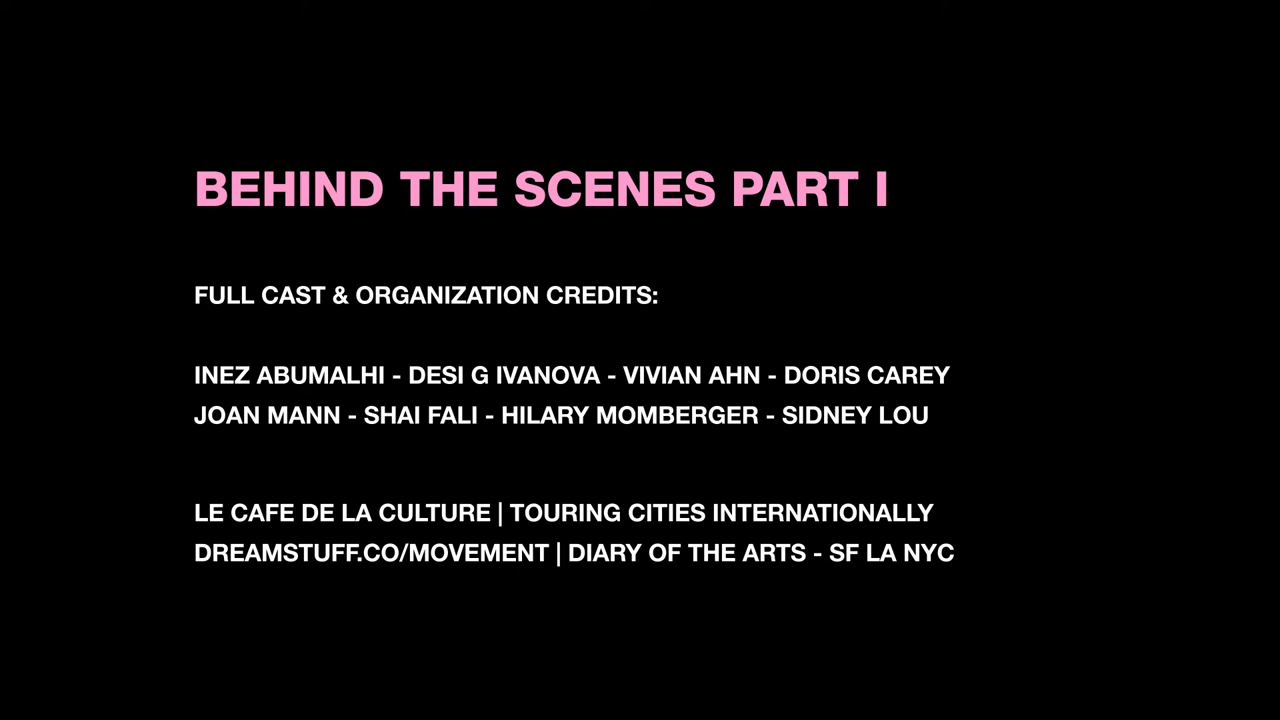 BEHIND THE SCENES PART I
FULL CAST & ORGANIZATION CREDITS:
INEZ ABUMALHI - DESI G IVANOVA - VIVIAN AHN - DORIS CAREY
JOAN MANN - SHAI FALI - HILARY MOMBERGER - SIDNEY LOU
LE CAFE DE LA CULTURE | TOURING CITIES INTERNATIONALLY
DREAMSTUFF.CO/MOVEMENT | DIARY OF THE ARTS - SF LA NYC